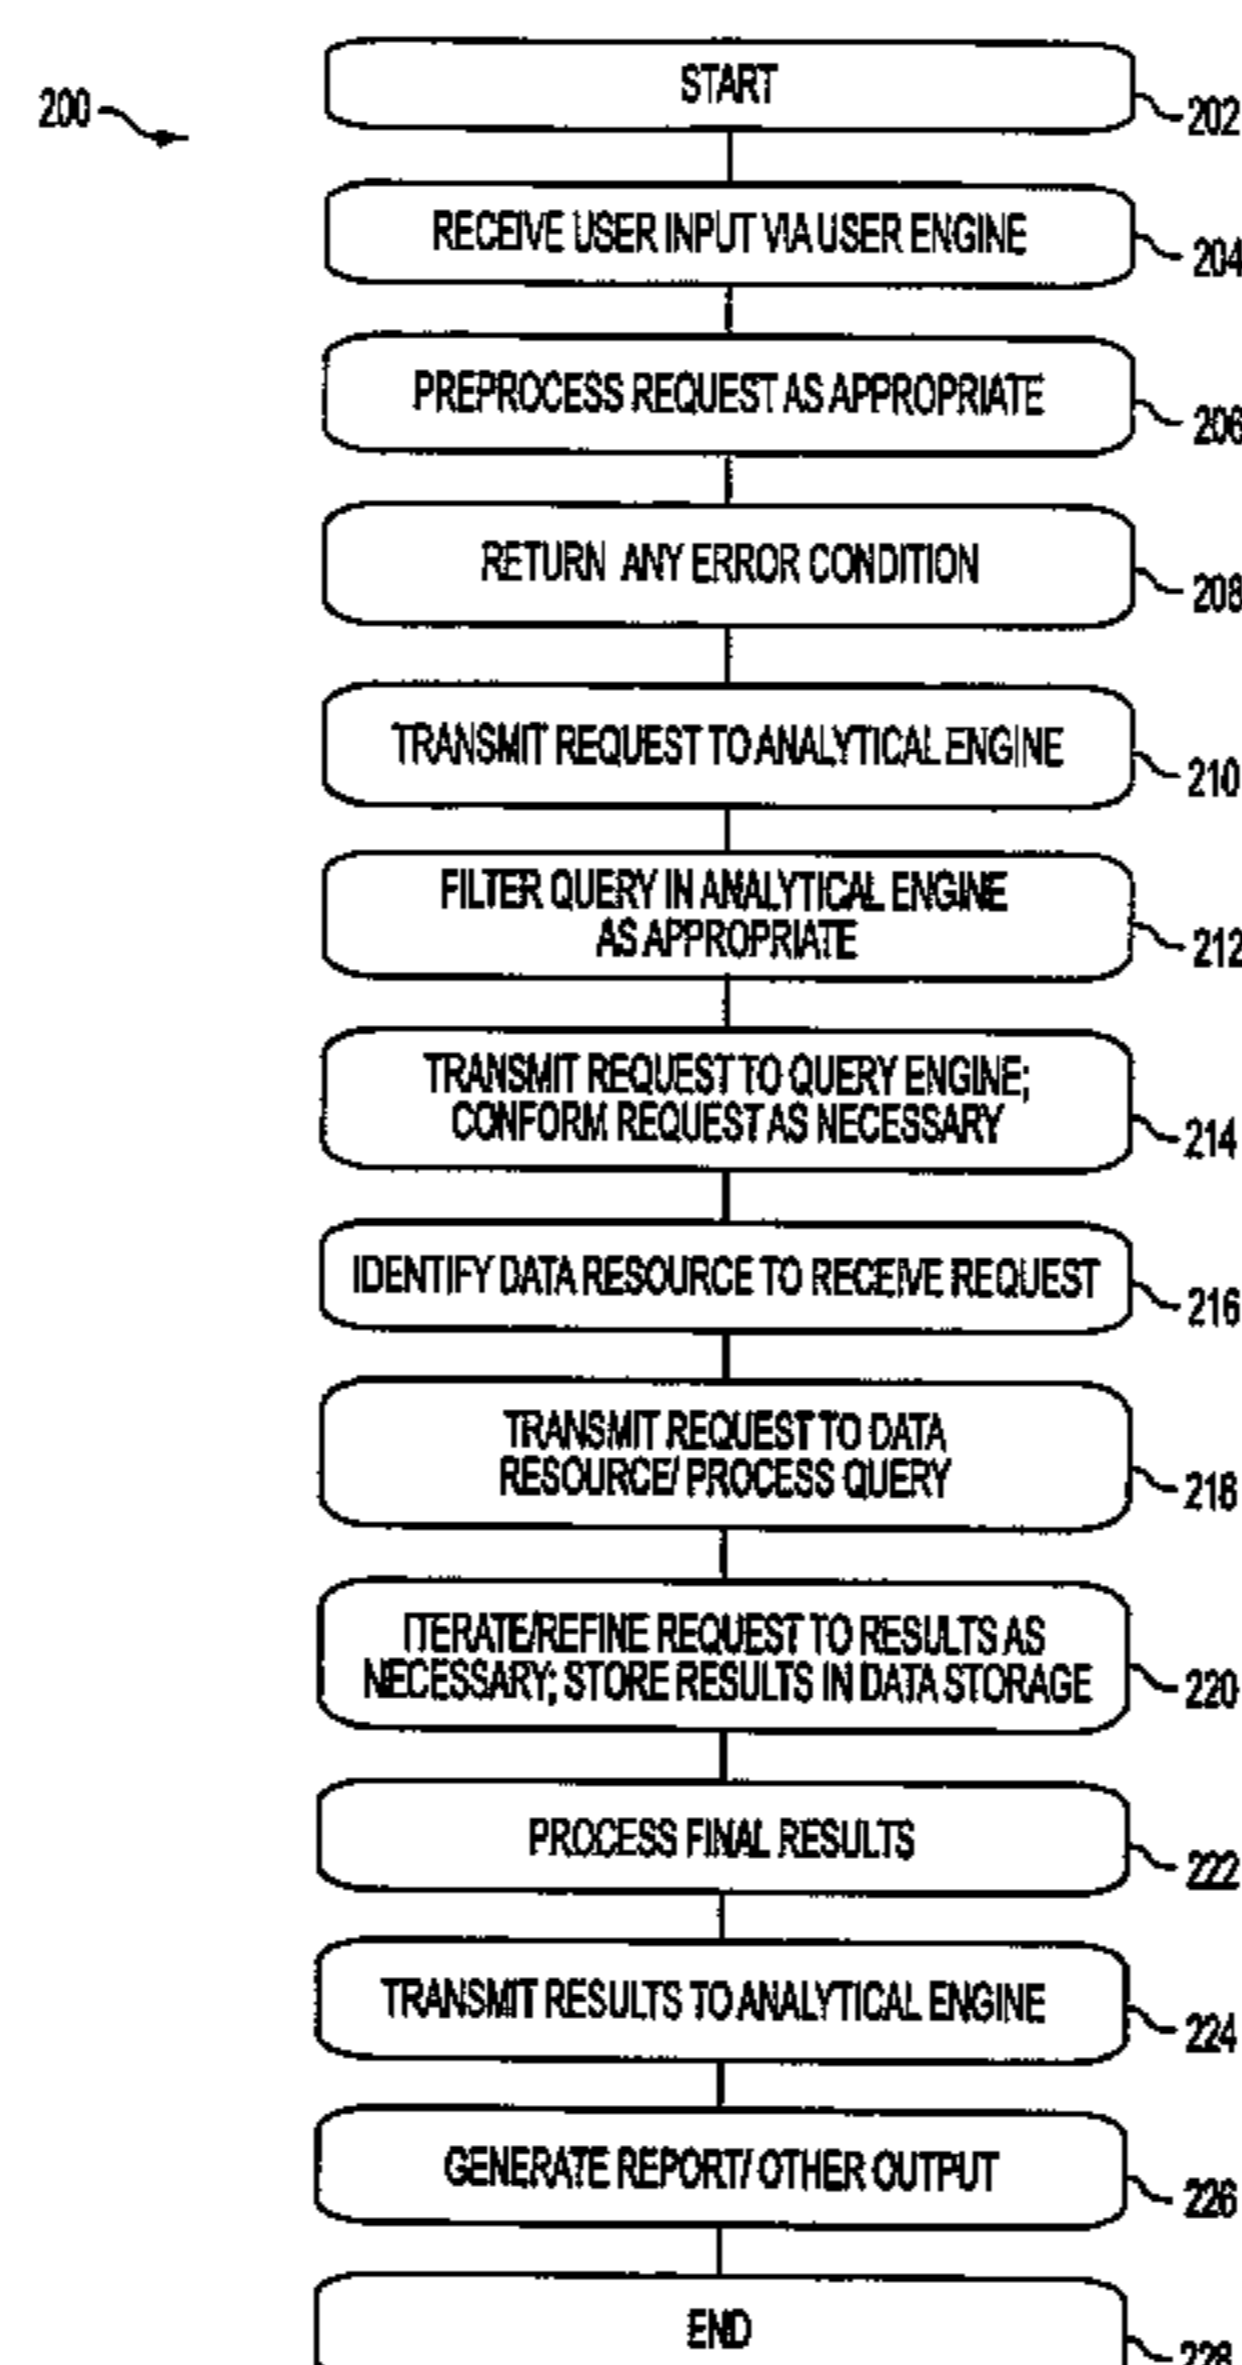 200
START
202
RECEIVE USER INPUT VIA USER ENGINE
204
PREPROCESS REQUEST AS APPROPRIATE
206
RETURN ANY ERROR CONDITION
208
TRANSMIT REQUEST TO ANALYTICAL ENGINE
210
FILTER QUERY IN ANALYTICAL ENGINE
AS APPROPRIATE
212
TRANSMIT REQUEST TO QUERY ENGINE;
CONFORM REQUEST AS NECESSARY
214
IDENTIFY DATA RESOURCE TO RECEIVE REQUEST
216
TRANSMIT REQUEST TO DATA
RESOURCE/ PROCESS QUERY
218
ITERATE/REFINE REQUEST TO RESULTS AS
NECESSARY; STORE RESULTS IN DATA STORAGE
220
PROCESS FINAL RESULTS
222
TRANSMIT RESULTS TO ANALYTICAL ENGINE
224
GENERATE REPORT/ OTHER OUTPUT
226
END
228